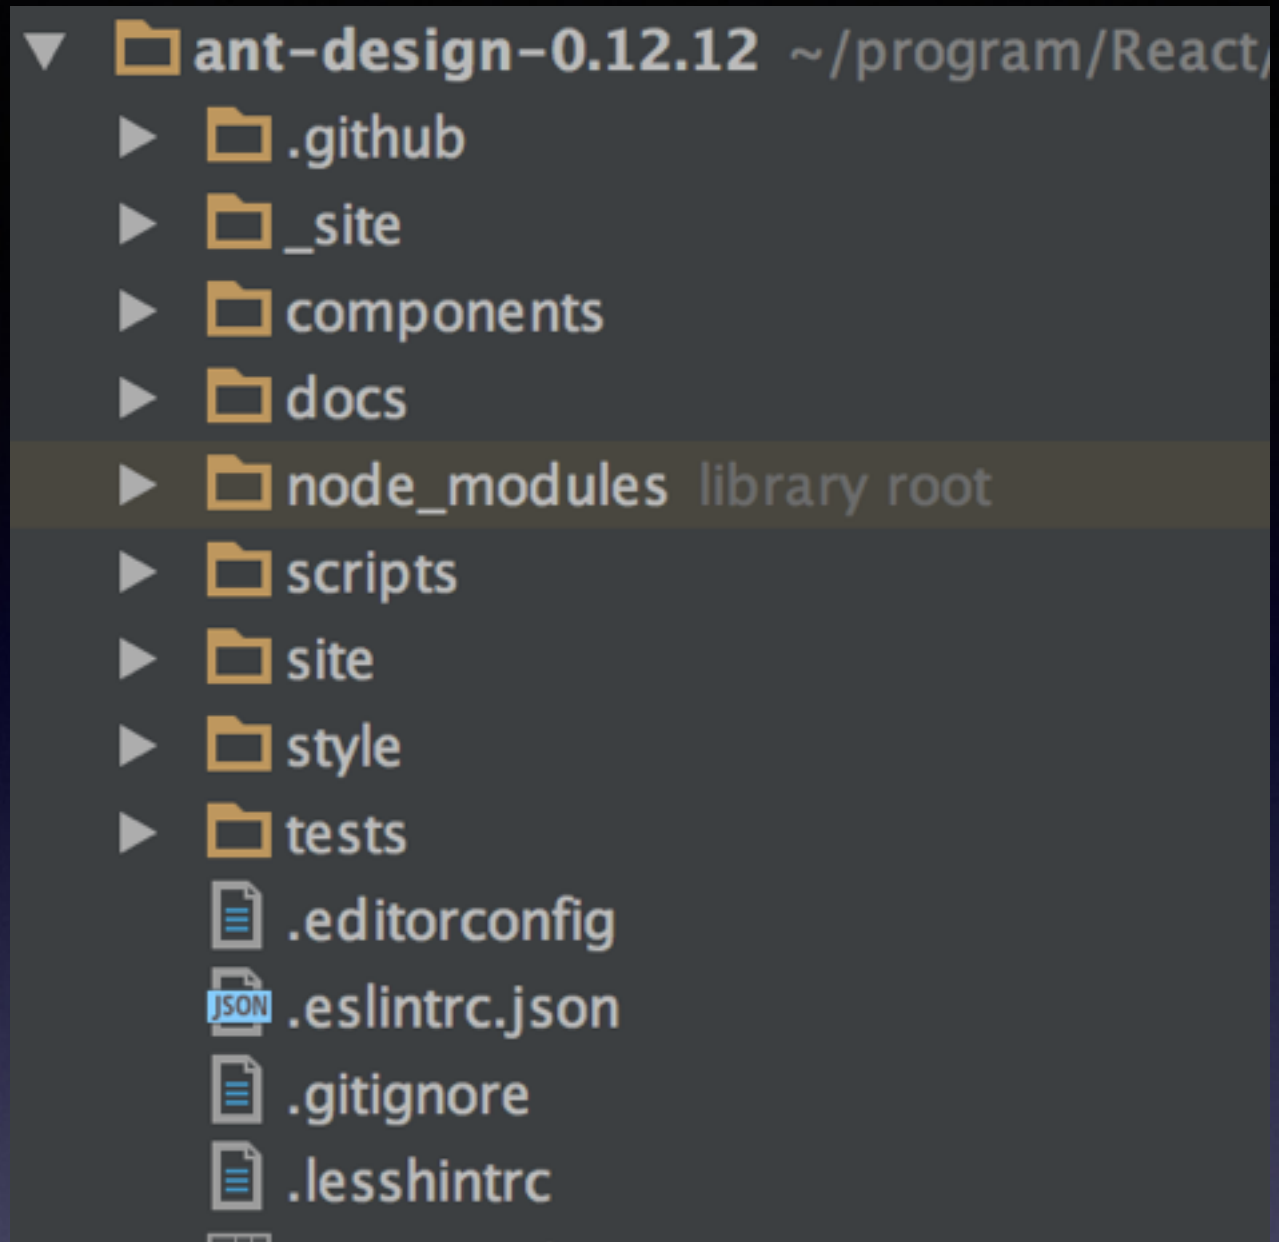 ant-design-0.12.12 ~/program/React/
.github
_site
components
docs
node_modules library root
scripts
site
style
tests
.editorconfig
JSON .eslintrc.json
.gitignore
.lesshintrc